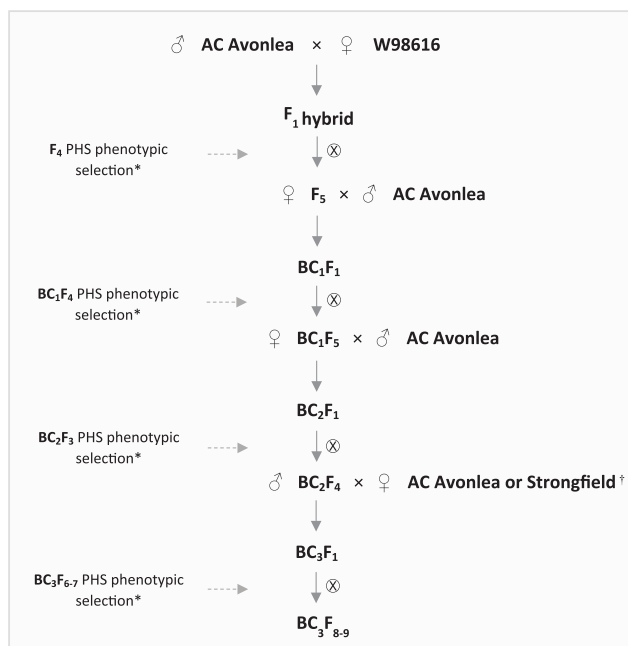 ♂ AC Avonlea × ♀ W98616
F₁ hybrid
F₄ PHS phenotypic
selection*
ⓧ
♀ F₅ × ♂ AC Avonlea
BC₁F₁
BC₁F₄ PHS phenotypic
selection*
ⓧ
♀ BC₁F₅ × ♂ AC Avonlea
BC₂F₁
BC₂F₃ PHS phenotypic
selection*
ⓧ
♂ BC₂F₄ × ♀ AC Avonlea or Strongfield †
BC₃F₁
BC₃F₆₋₇ PHS phenotypic
selection*
ⓧ
BC₃F₈₋₉